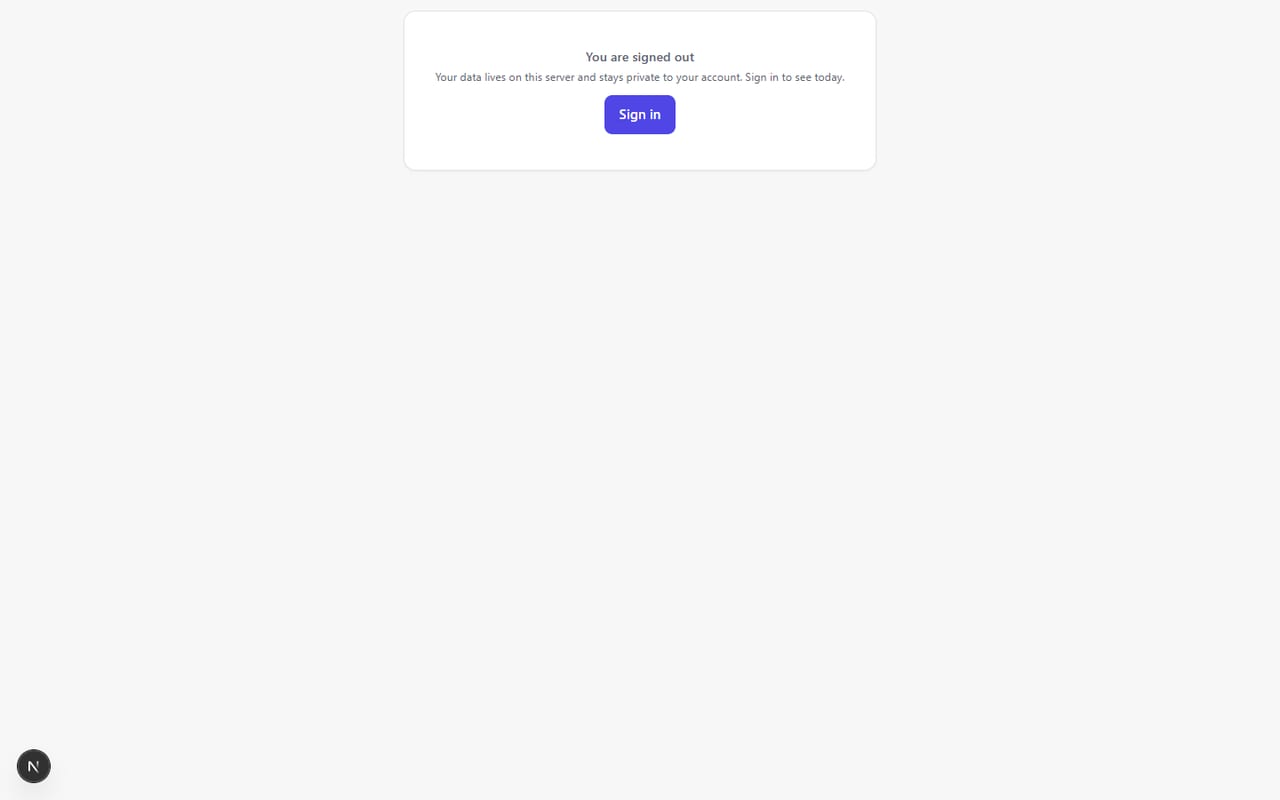 You are signed out
Your data lives on this server and stays private to your account. Sign in to see today.
Sign in
N